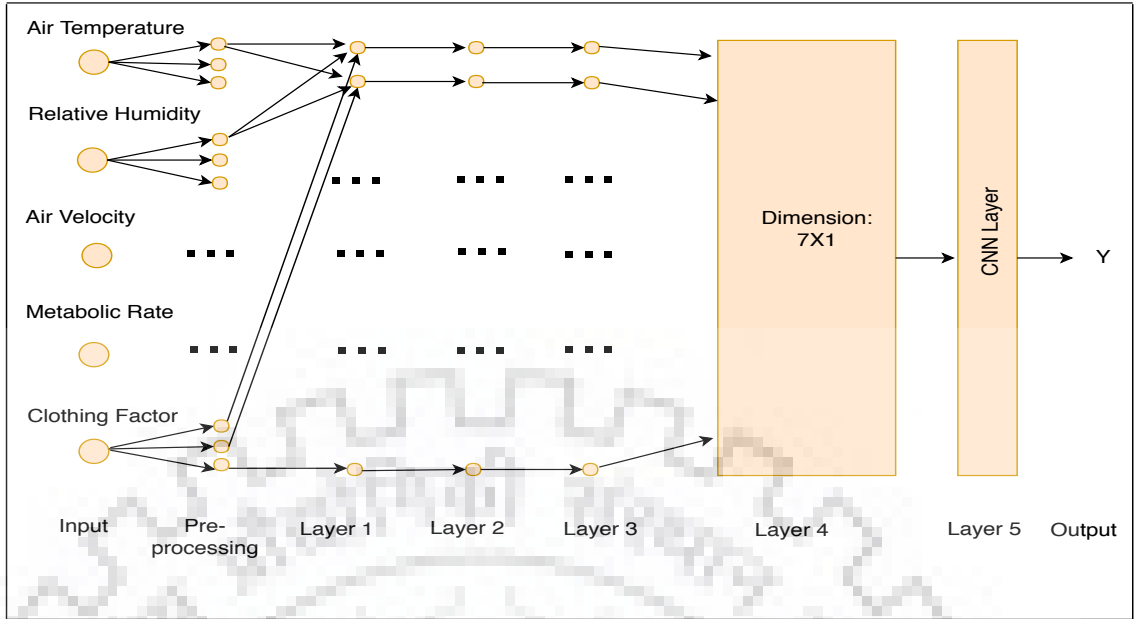 Air Temperature
Relative Humidity
Air Velocity
Metabolic Rate
Clothing Factor
Dimension:
7X1
CNN Layer
Y
Input
Pre-
processing
Layer 1
Layer 2
Layer 3
Layer 4
Layer 5
Output